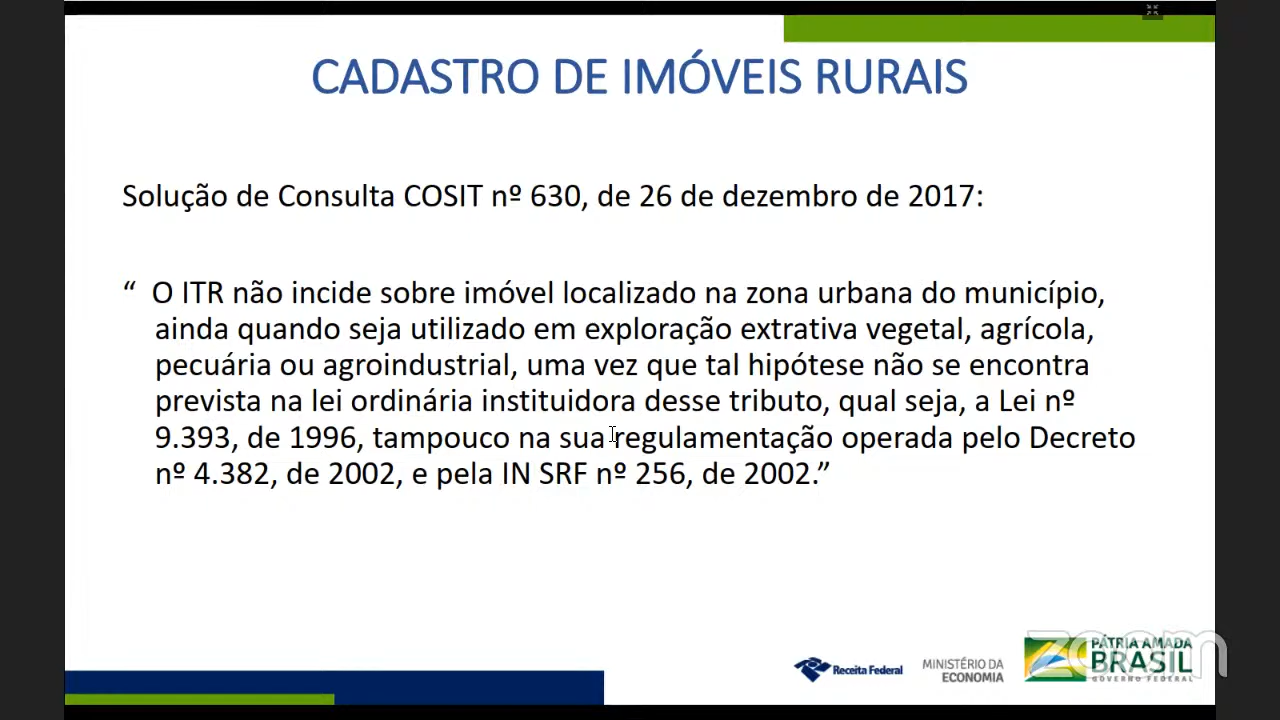 CADASTRO DE IMÓVEIS RURAIS
Solução de Consulta COSIT nº 630, de 26 de dezembro de 2017:
“ O ITR não incide sobre imóvel localizado na zona urbana do município,
ainda quando seja utilizado em exploração extrativa vegetal, agrícola,
pecuária ou agroindustrial, uma vez que tal hipótese não se encontra
prevista na lei ordinária instituidora desse tributo, qual seja, a Lei nº
9.393, de 1996, tampouco na sua regulamentação operada pelo Decreto
nº 4.382, de 2002, e pela IN SRF nº 256, de 2002.”
Receita Federal
MINISTÉRIO DA
ECONOMIA
PÁTRIA AMADA
BRASIL
GOVERNO FEDERAL
zoom